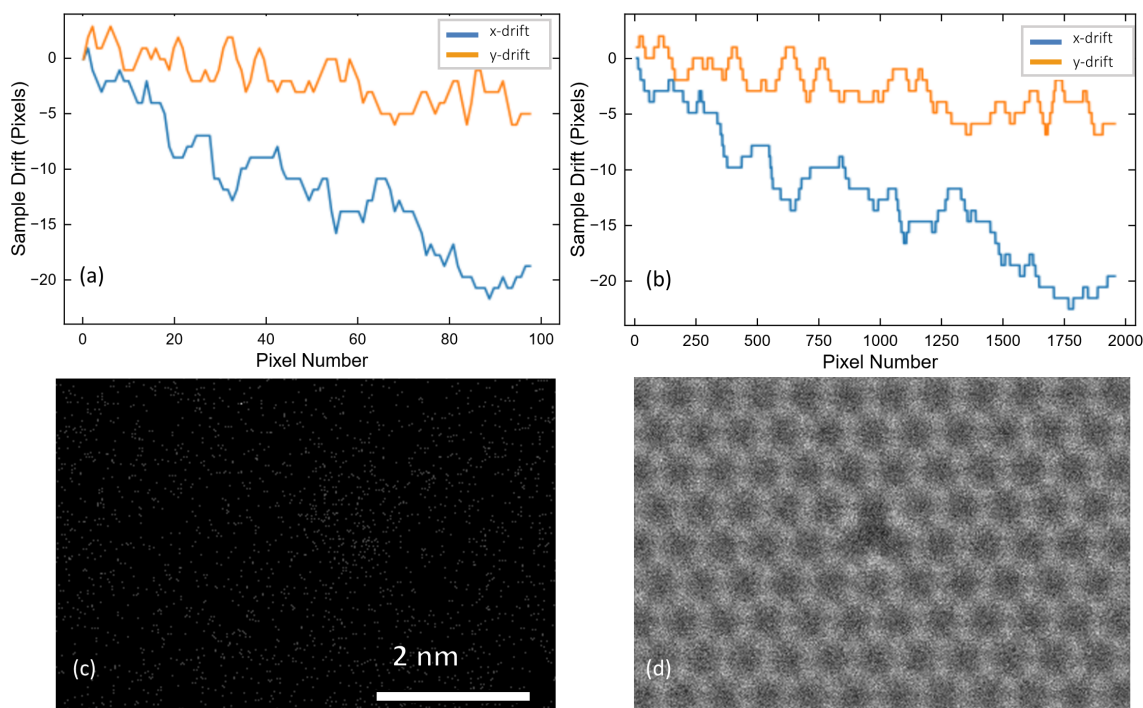 x-drift
y-drift
0
−5
−10
−15
−20
Sample Drift (Pixels)
(a)
0 20 40 60 80 100
Pixel Number
x-drift
y-drift
0
−5
−10
−15
−20
Sample Drift (Pixels)
(b)
0 250 500 750 1000 1250 1500 1750 2000
Pixel Number
(c)
2 nm
(d)